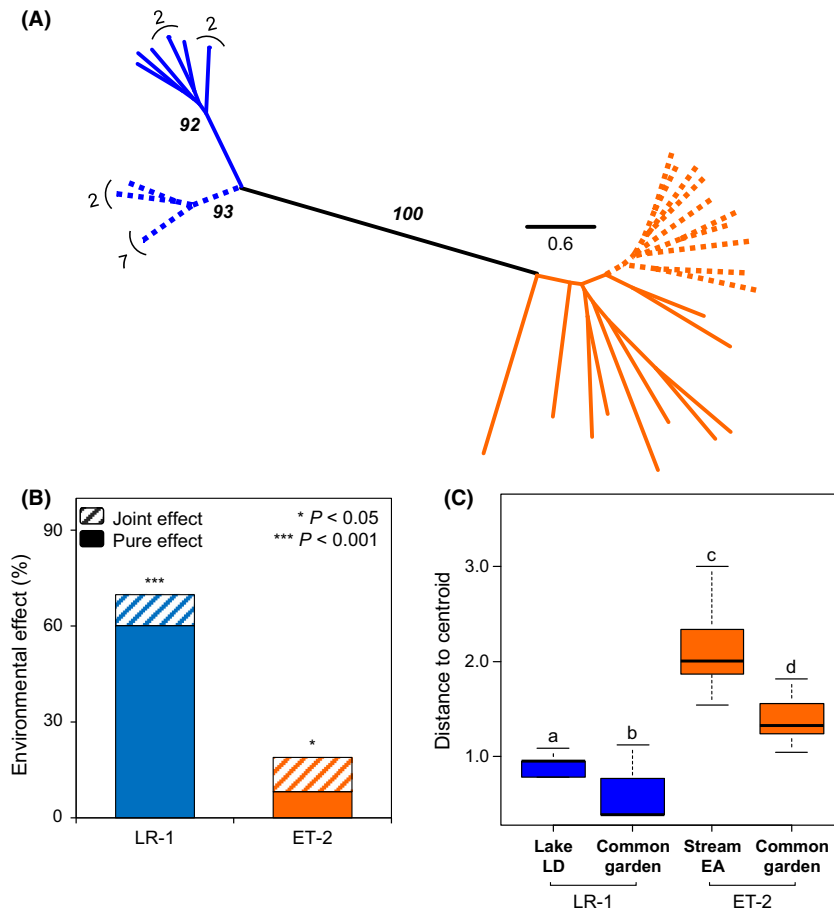 (A)
2
2
92
2
93
7
100
0.6
(B)
Joint effect
Pure effect
* P < 0.05
*** P < 0.001
Environmental effect (%)
90
60
30
0
***
*
LR-1
ET-2
(C)
Distance to centroid
3.0
2.0
1.0
a
b
c
d
Lake LD
Common garden
Stream EA
Common garden
LR-1
ET-2